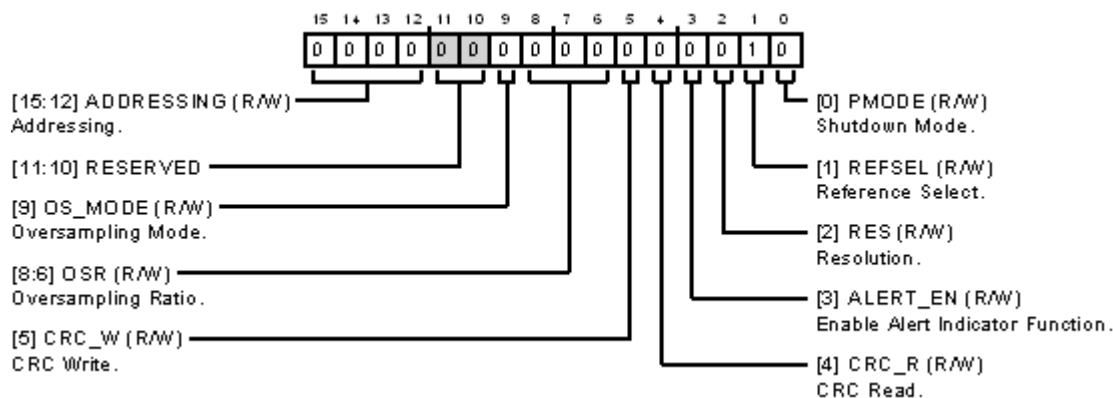 15 14 13 12 11 10 9 8 7 6 5 4 3 2 1 0
0 0 0 0 0 0 0 0 0 0 0 0 0 0 1 0
[15:12] ADDRESSING (R/W)
Addressing.
[11:10] RESERVED
[9] OS_MODE (R/W)
Oversampling Mode.
[8:6] OSR (R/W)
Oversampling Ratio.
[5] CRC_W (R/W)
CRC Write.
[0] PMODE (R/W)
Shutdown Mode.
[1] REFSEL (R/W)
Reference Select.
[2] RES (R/W)
Resolution.
[3] ALERT_EN (R/W)
Enable Alert Indicator Function.
[4] CRC_R (R/W)
CRC Read.